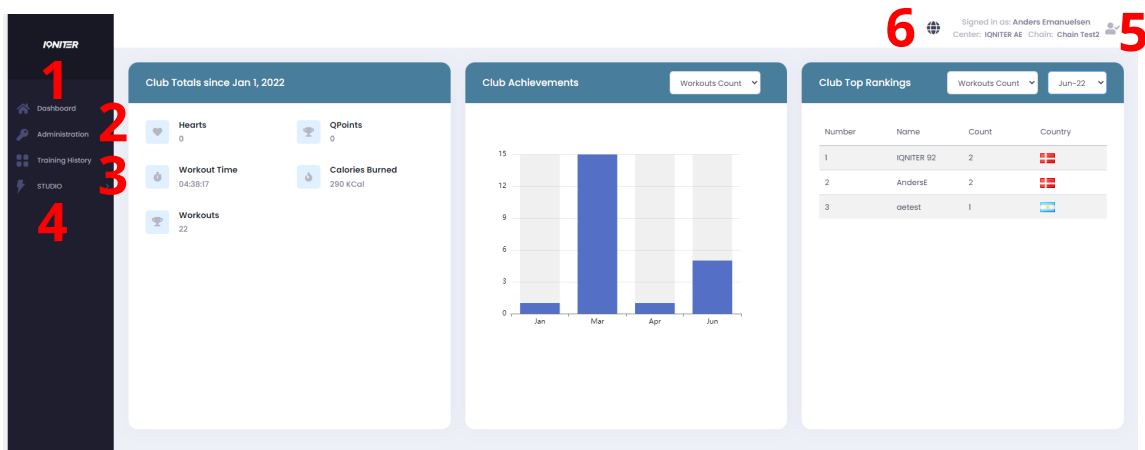 IQNITER
1
Dashboard
Administration 2
Training History
STUDIO 3
4
6
Signed in as: Anders Emanuelsen
Center: IQNITER AE Chain: Chain Test2
5
Club Totals since Jan 1, 2022
Hearts
0
QPoints
0
Workout Time
04:38:17
Calories Burned
290 KCal
Workouts
22
Club Achievements
Workouts Count
15
12
9
6
3
0
Jan Mar Apr Jun
Club Top Rankings
Workouts Count
Jun-22
Number Name Count Country
1 IQNITER 92 2
2 AndersE 2
3 aetest 1